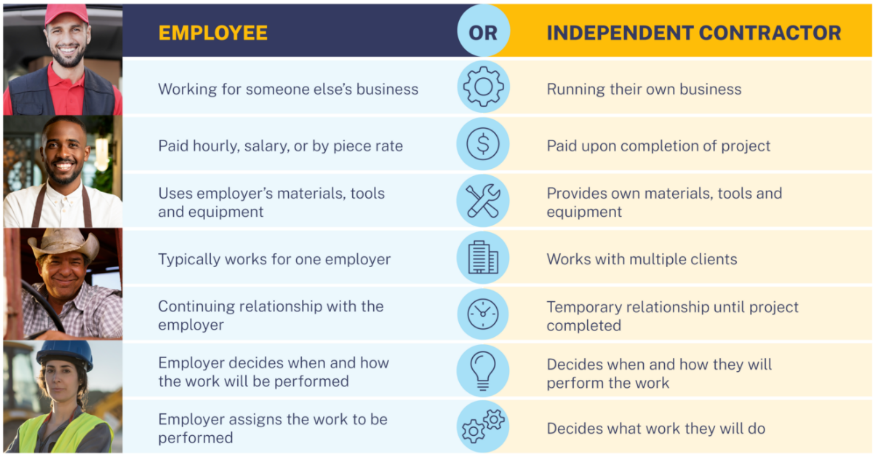 EMPLOYEE OR INDEPENDENT CONTRACTOR
Working for someone else's business
Running their own business
Paid hourly, salary, or by piece rate
$
Paid upon completion of project
Uses employer's materials, tools
and equipment
Provides own materials, tools and
equipment
Typically works for one employer
Works with multiple clients
Continuing relationship with the
employer
Temporary relationship until project
completed
Employer decides when and how
the work will be performed
Decides when and how they will
perform the work
Employer assigns the work to be
performed
Decides what work they will do